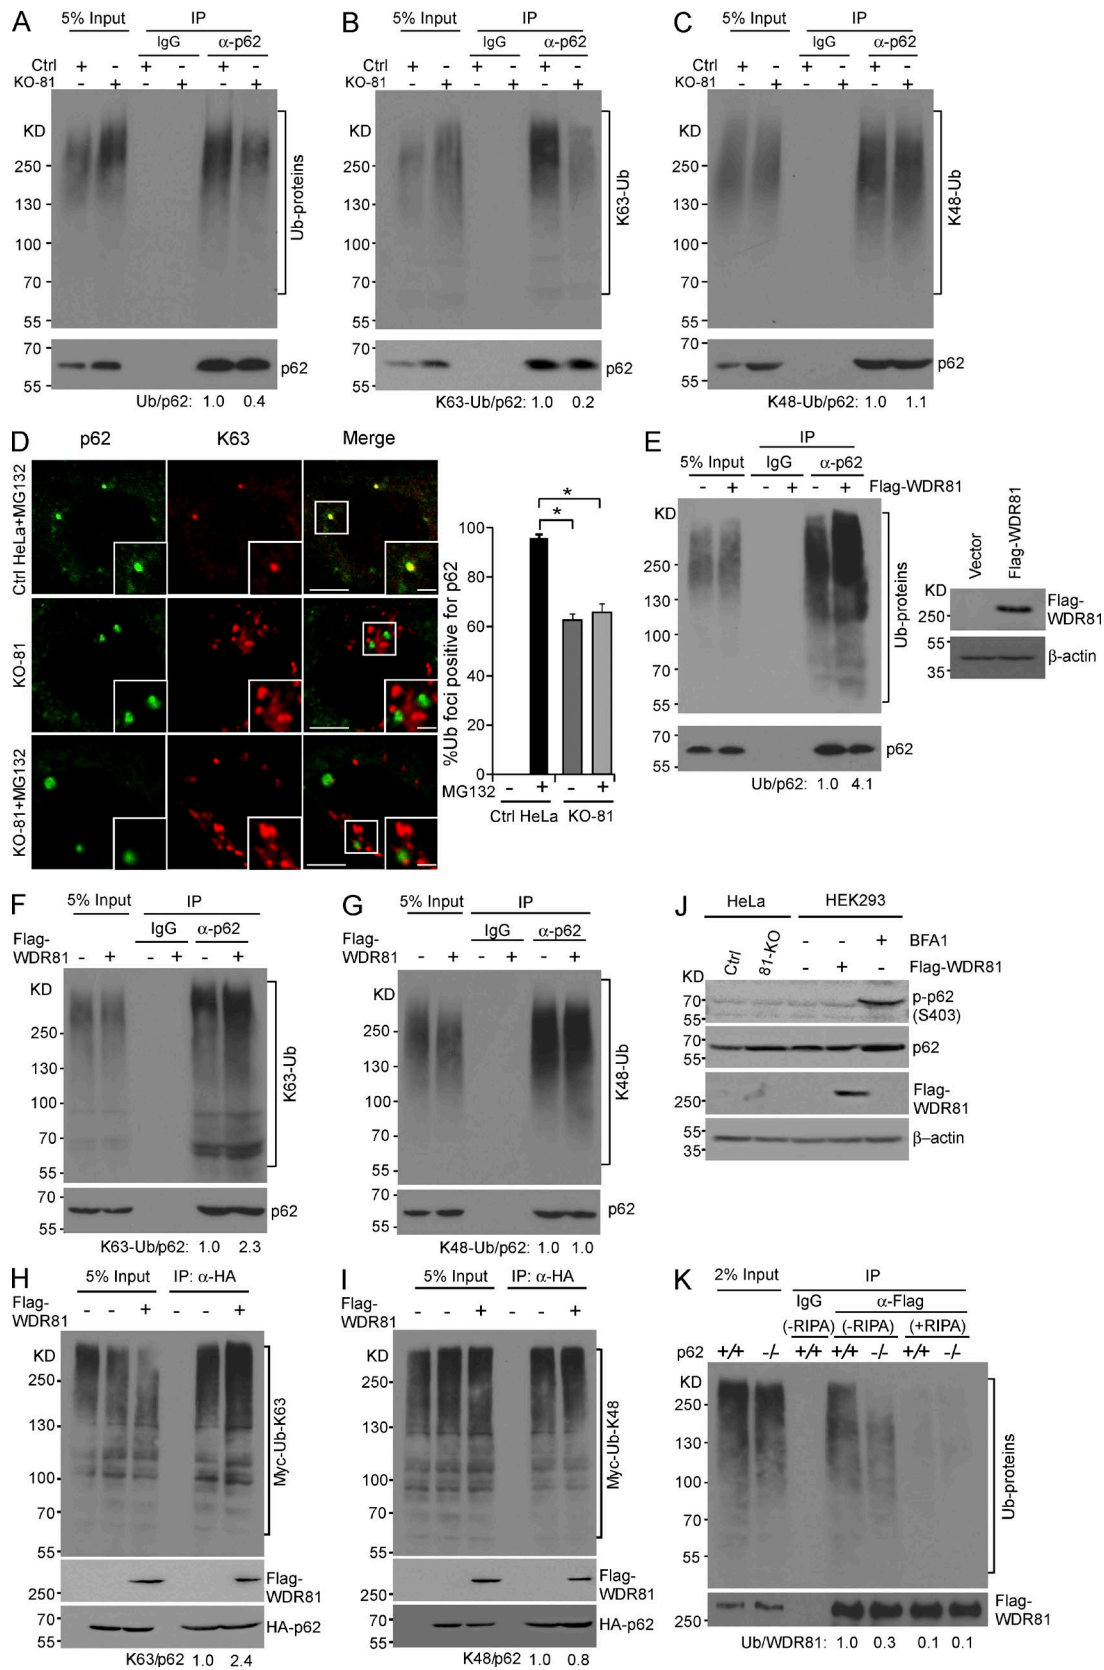 A
5% Input IP
IgG α-p62
Ctrl + - + - + -
KO-81 - + - + - +
KD
250
130
100
70
55
Ub-proteins
70
55
p62
Ub/p62: 1.0 0.4
B
5% Input IP
IgG α-p62
Ctrl + - + - + -
KO-81 - + - + - +
KD
250
130
100
70
55
K63-Ub
70
55
p62
K63-Ub/p62: 1.0 0.2
C
5% Input IP
IgG α-p62
Ctrl + - + - + -
KO-81 - + - + - +
KD
250
130
100
70
55
K48-Ub
70
55
p62
K48-Ub/p62: 1.0 1.1
D
p62 K63 Merge
Ctrl HeLa+MG132
KO-81
KO-81+MG132
%Ub foci positive for p62
100
80
60
40
20
0
* *
MG132 - + - +
Ctrl HeLa KO-81
E
IP
5% Input IgG α-p62
- + - + - + Flag-WDR81
KD
250
130
100
70
55
Ub-proteins
70
55
p62
Ub/p62: 1.0 4.1
Vector
Flag-WDR81
KD
250
Flag-
WDR81
55
35
β-actin
F
5% Input IP
IgG α-p62
Flag-
WDR81 - + - + - +
KD
250
130
100
70
55
K63-Ub
70
55
p62
K63-Ub/p62: 1.0 2.3
G
5% Input IP
IgG α-p62
Flag-
WDR81 - + - + - +
KD
250
130
100
70
55
K48-Ub
70
55
p62
K48-Ub/p62: 1.0 1.0
J
HeLa HEK293
Ctrl 81-KO
- - + BFA1
- + - Flag-WDR81
KD
70
55
p-p62
(S403)
70
55
p62
250
Flag-
WDR81
55
35
β–actin
H
5% Input IP: α-HA
Flag-
WDR81 - - + - - +
KD
250
130
100
70
55
Myc-Ub-K63
250
Flag-
WDR81
70
55
HA-p62
K63/p62 1.0 2.4
I
5% Input IP: α-HA
Flag-
WDR81 - - + - - +
KD
250
130
100
70
55
Myc-Ub-K48
250
Flag-
WDR81
70
55
HA-p62
K48/p62 1.0 0.8
K
2% Input IP
IgG α-Flag
(-RIPA) (-RIPA) (+RIPA)
p62 +/+ -/- +/+ +/+ -/- +/+ -/-
KD
250
130
100
70
55
Ub-proteins
250
Flag-
WDR81
Ub/WDR81: 1.0 0.3 0.1 0.1